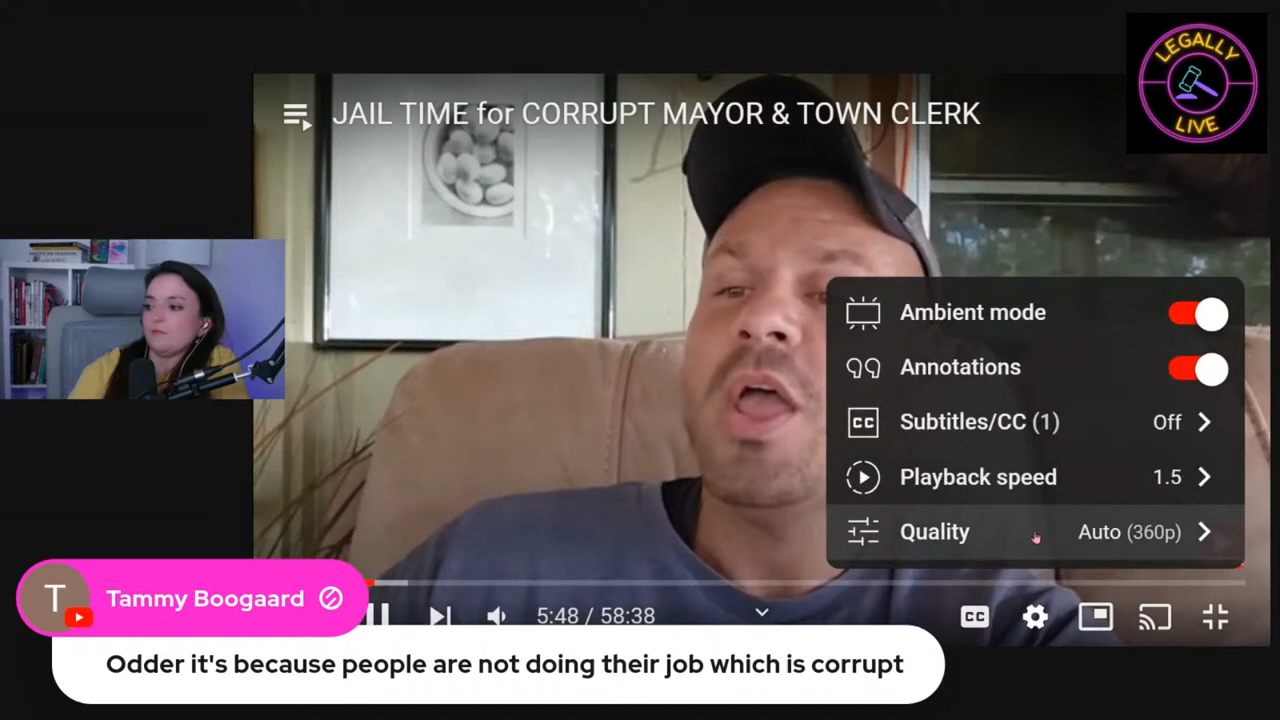 LEGALLY
LIVE
JAIL TIME for CORRUPT MAYOR & TOWN CLERK
Ambient mode
Annotations
CC Subtitles/CC (1) Off
Playback speed 1.5
Quality Auto (360p)
T Tammy Boogaard
5:48 / 58:38 CC
Odder it's because people are not doing their job which is corrupt